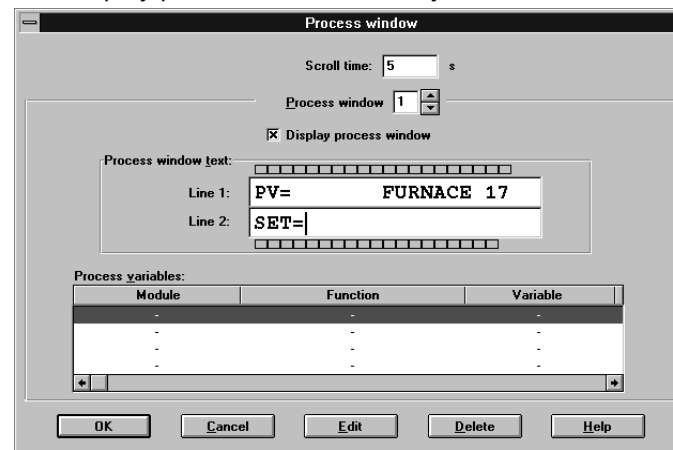 Process window
Scroll time: 5 s
Process window 1
Display process window
Process window text:
Line 1: PV= FURNACE 17
Line 2: SET=
Process variables:
Module Function Variable
- - -
- - -
- - -
- - -
OK Cancel Edit Delete Help